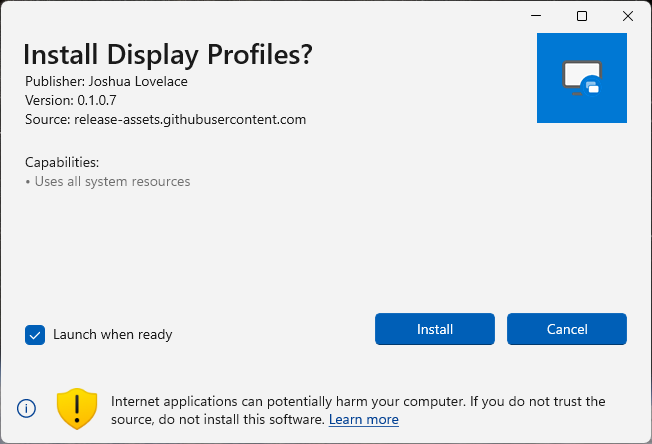 Install Display Profiles?
Publisher: Joshua Lovelace
Version: 0.1.0.7
Source: release-assets.githubusercontent.com
Capabilities:
• Uses all system resources
Launch when ready
Install
Cancel
Internet applications can potentially harm your computer. If you do not trust the
source, do not install this software. Learn more